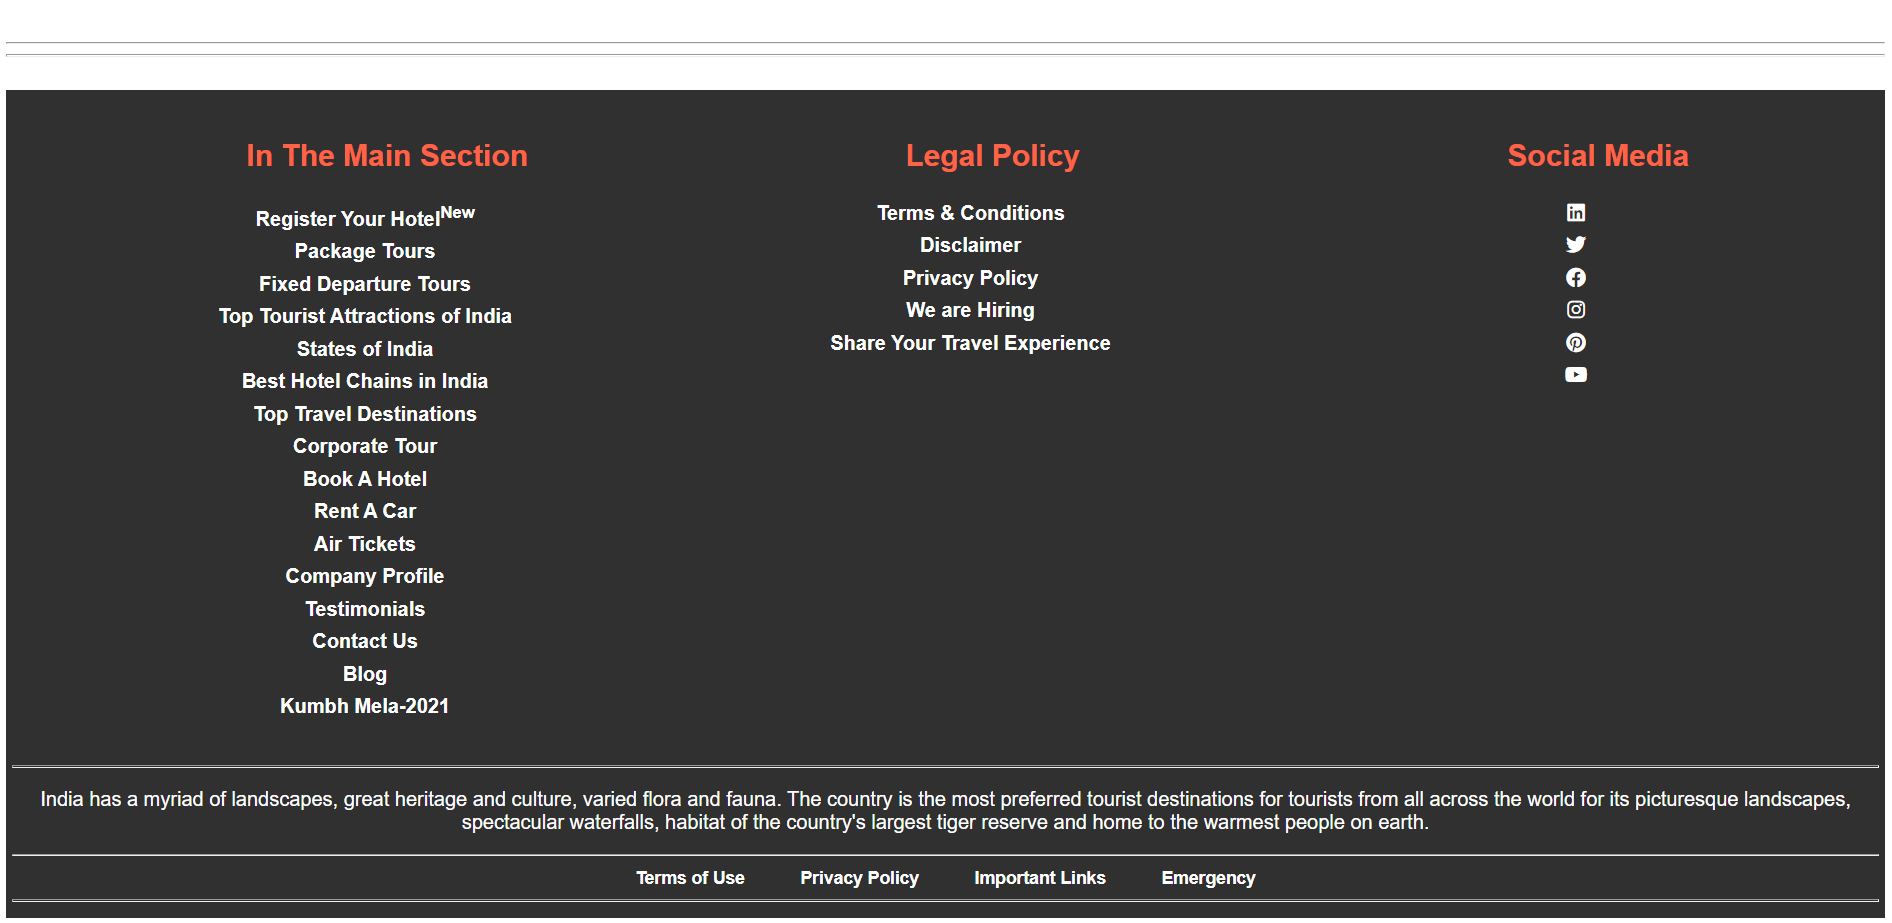 In The Main Section
Register Your HotelNew
Package Tours
Fixed Departure Tours
Top Tourist Attractions of India
States of India
Best Hotel Chains in India
Top Travel Destinations
Corporate Tour
Book A Hotel
Rent A Car
Air Tickets
Company Profile
Testimonials
Contact Us
Blog
Kumbh Mela-2021
Legal Policy
Terms & Conditions
Disclaimer
Privacy Policy
We are Hiring
Share Your Travel Experience
Social Media
India has a myriad of landscapes, great heritage and culture, varied flora and fauna. The country is the most preferred tourist destinations for tourists from all across the world for its picturesque landscapes,
spectacular waterfalls, habitat of the country's largest tiger reserve and home to the warmest people on earth.
Terms of Use Privacy Policy Important Links Emergency